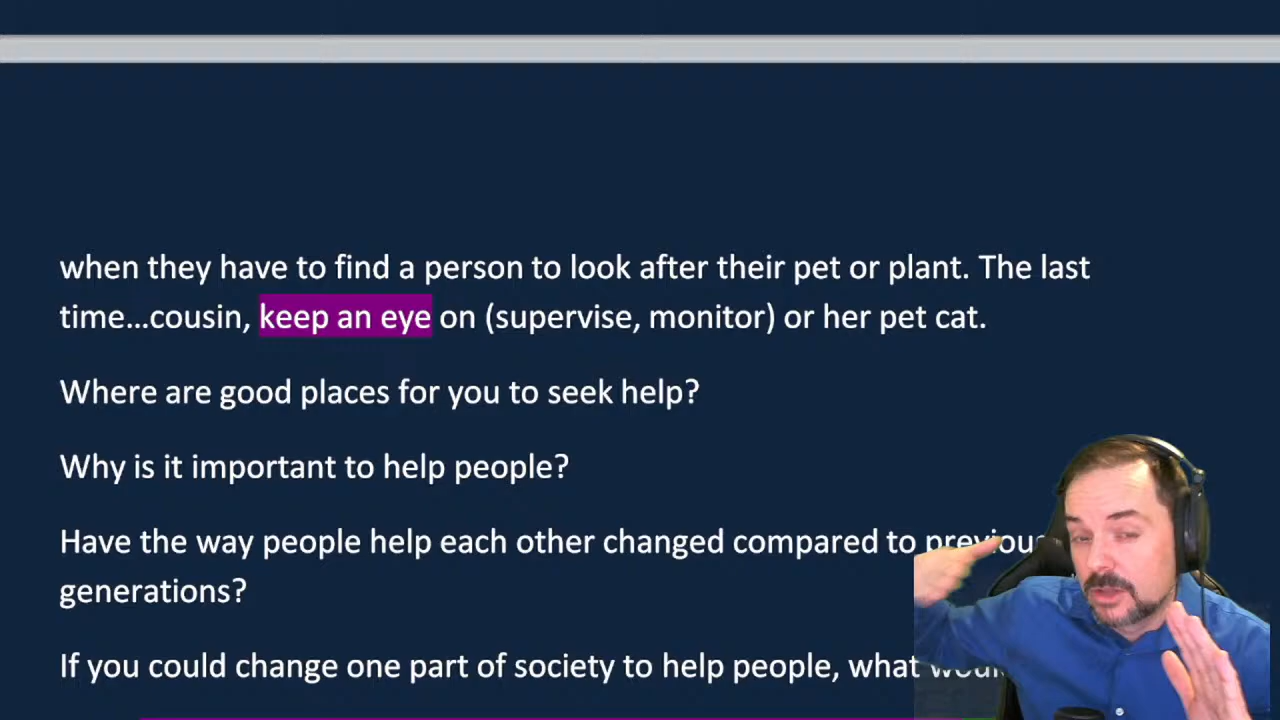 when they have to find a person to look after their pet or plant. The last
time…cousin, keep an eye on (supervise, monitor) or her pet cat.
Where are good places for you to seek help?
Why is it important to help people?
Have the way people help each other changed compared to previous
generations?
If you could change one part of society to help people, what